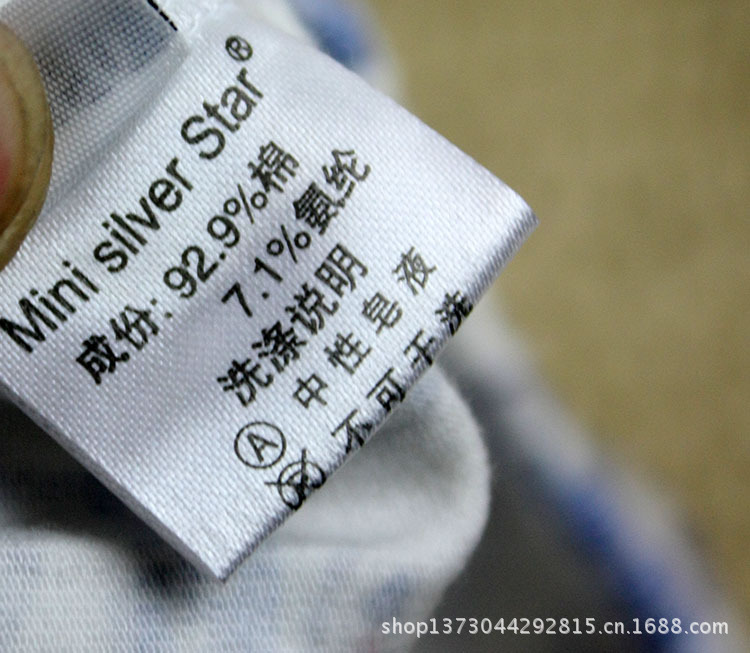 Mini silver Star®
成份: 92.9%棉
7.1%氨纶
洗涤说明
Ⓐ 中性皂液
不可干洗
shop1373044292815.cn.1688.com